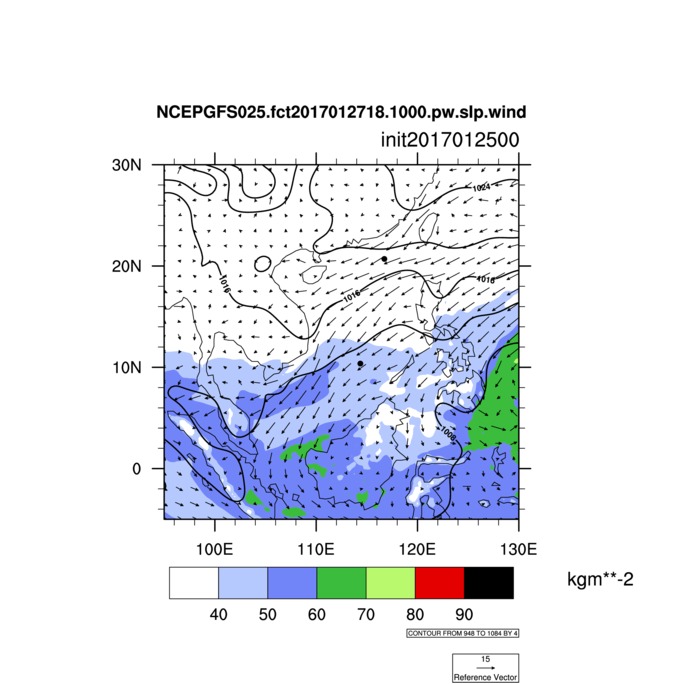 NCEPGFS025.fct2017012718.1000.pw.slp.wind
init2017012500
30N
1024
20N
1016
1016
1016
10N
1008
0
100E 110E 120E 130E
kgm**-2
40 50 60 70 80 90
CONTOUR FROM 948 TO 1084 BY 4
15
Reference Vector